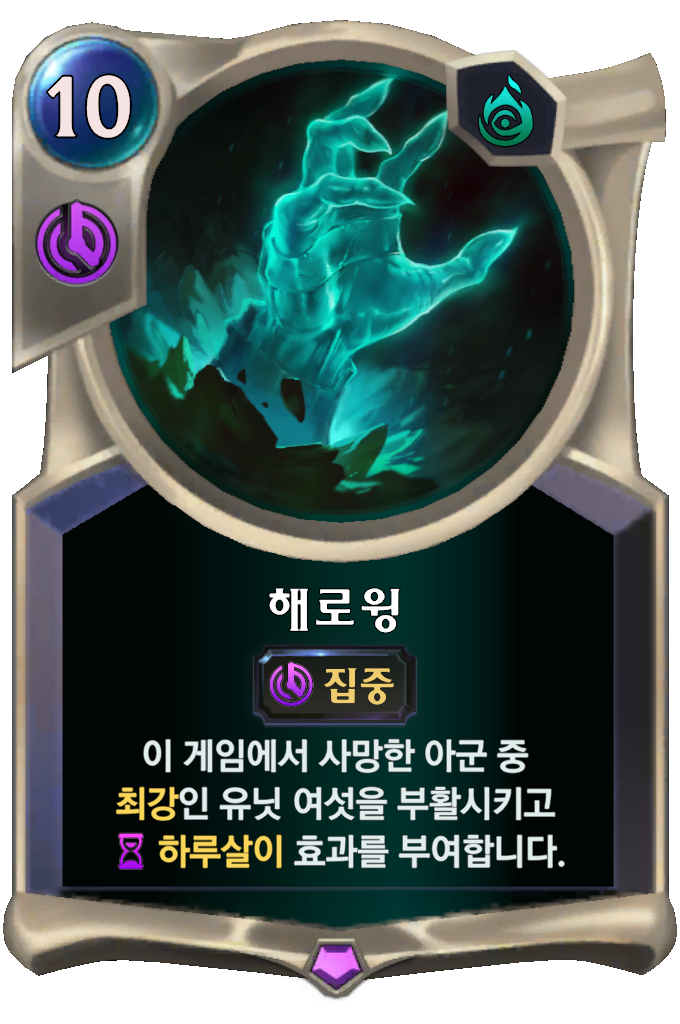 10
해로윙
집중
이 게임에서 사망한 아군 중
최강인 유닛 여섯을 부활시키고
하루살이 효과를 부여합니다.